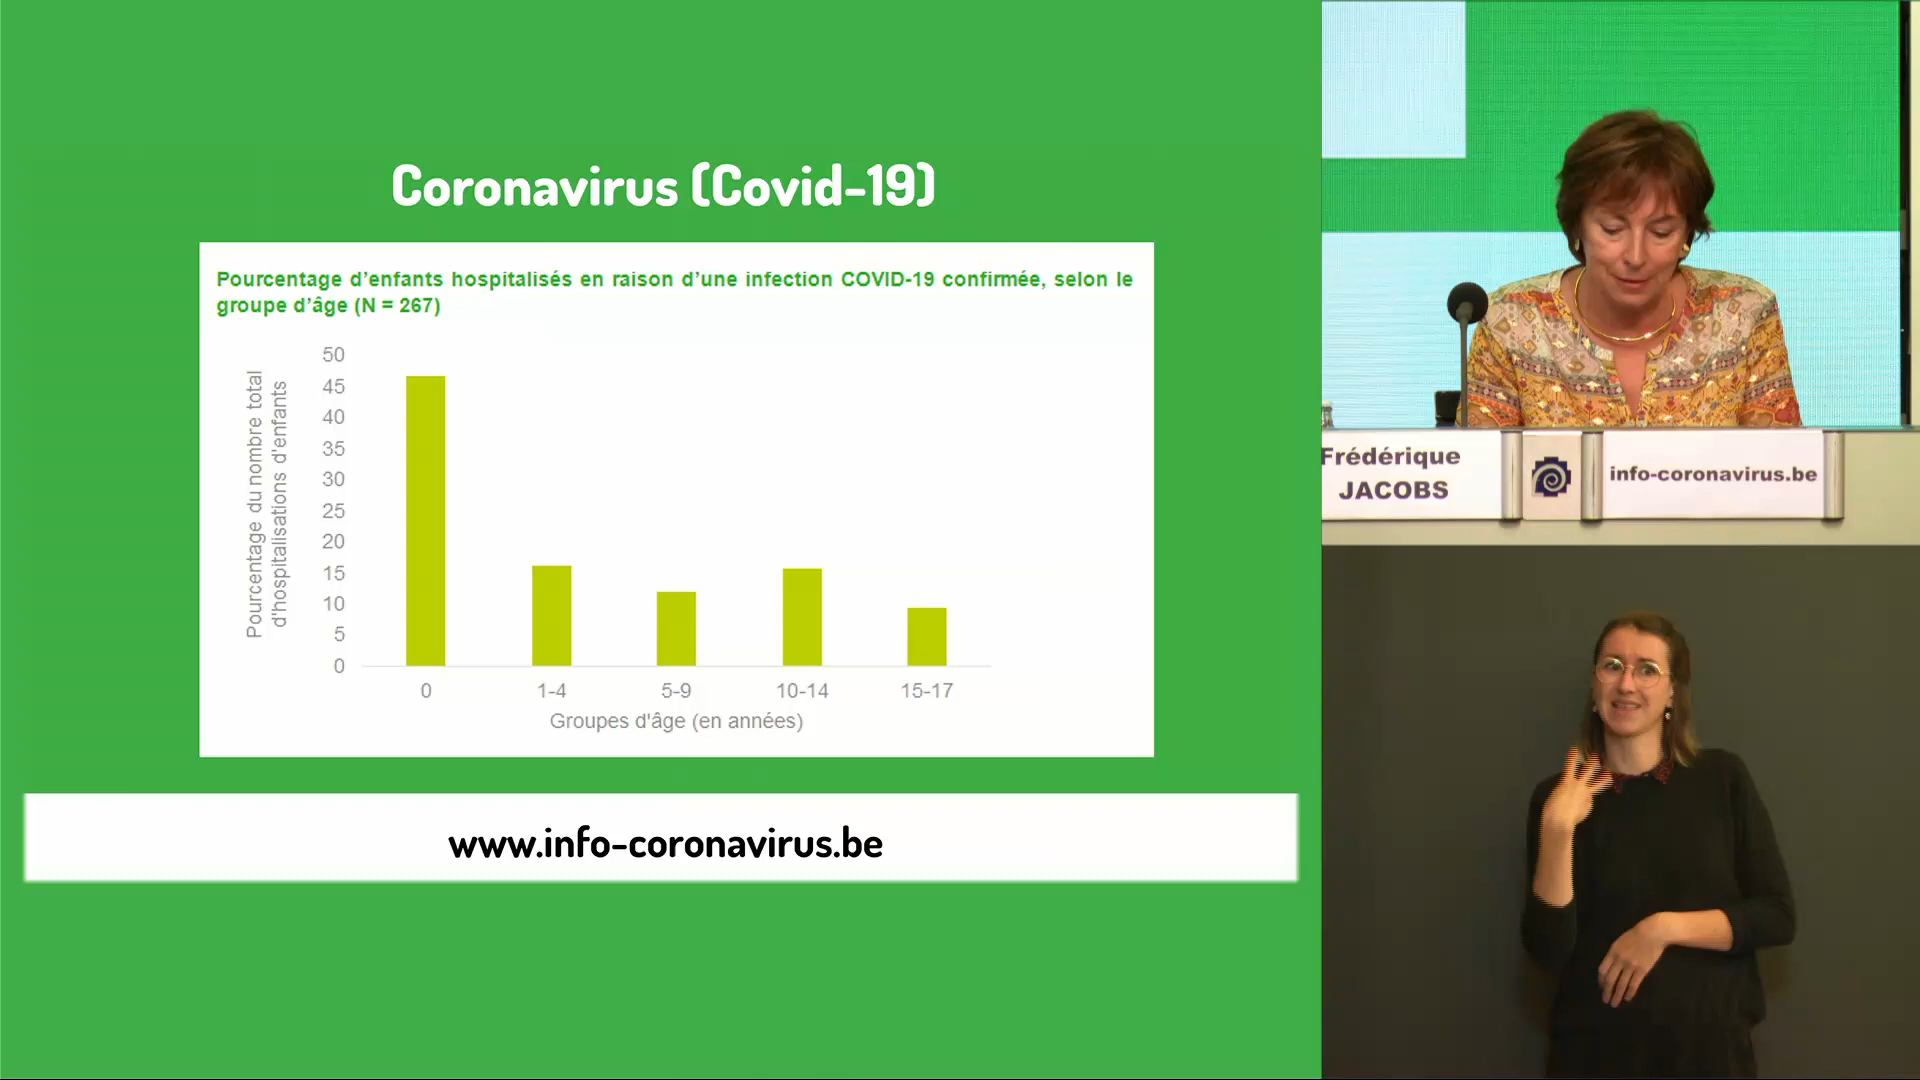 Coronavirus (Covid-19)
Pourcentage d'enfants hospitalisés en raison d'une infection COVID-19 confirmée, selon le
groupe d'âge (N = 267)
Pourcentage du nombre total
d'hospitalisations d'enfants
50
45
40
35
30
25
20
15
10
5
0
0
1-4
5-9
10-14
15-17
Groupes d'âge (en années)
www.info-coronavirus.be
Frédérique
JACOBS
info-coronavirus.be